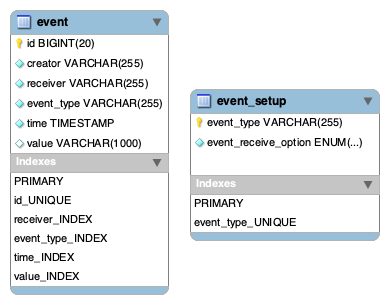 event
id BIGINT(20)
creator VARCHAR(255)
receiver VARCHAR(255)
event_type VARCHAR(255)
time TIMESTAMP
value VARCHAR(1000)
Indexes
PRIMARY
id_UNIQUE
receiver_INDEX
event_type_INDEX
time_INDEX
value_INDEX
event_setup
event_type VARCHAR(255)
event_receive_option ENUM(...)
Indexes
PRIMARY
event_type_UNIQUE